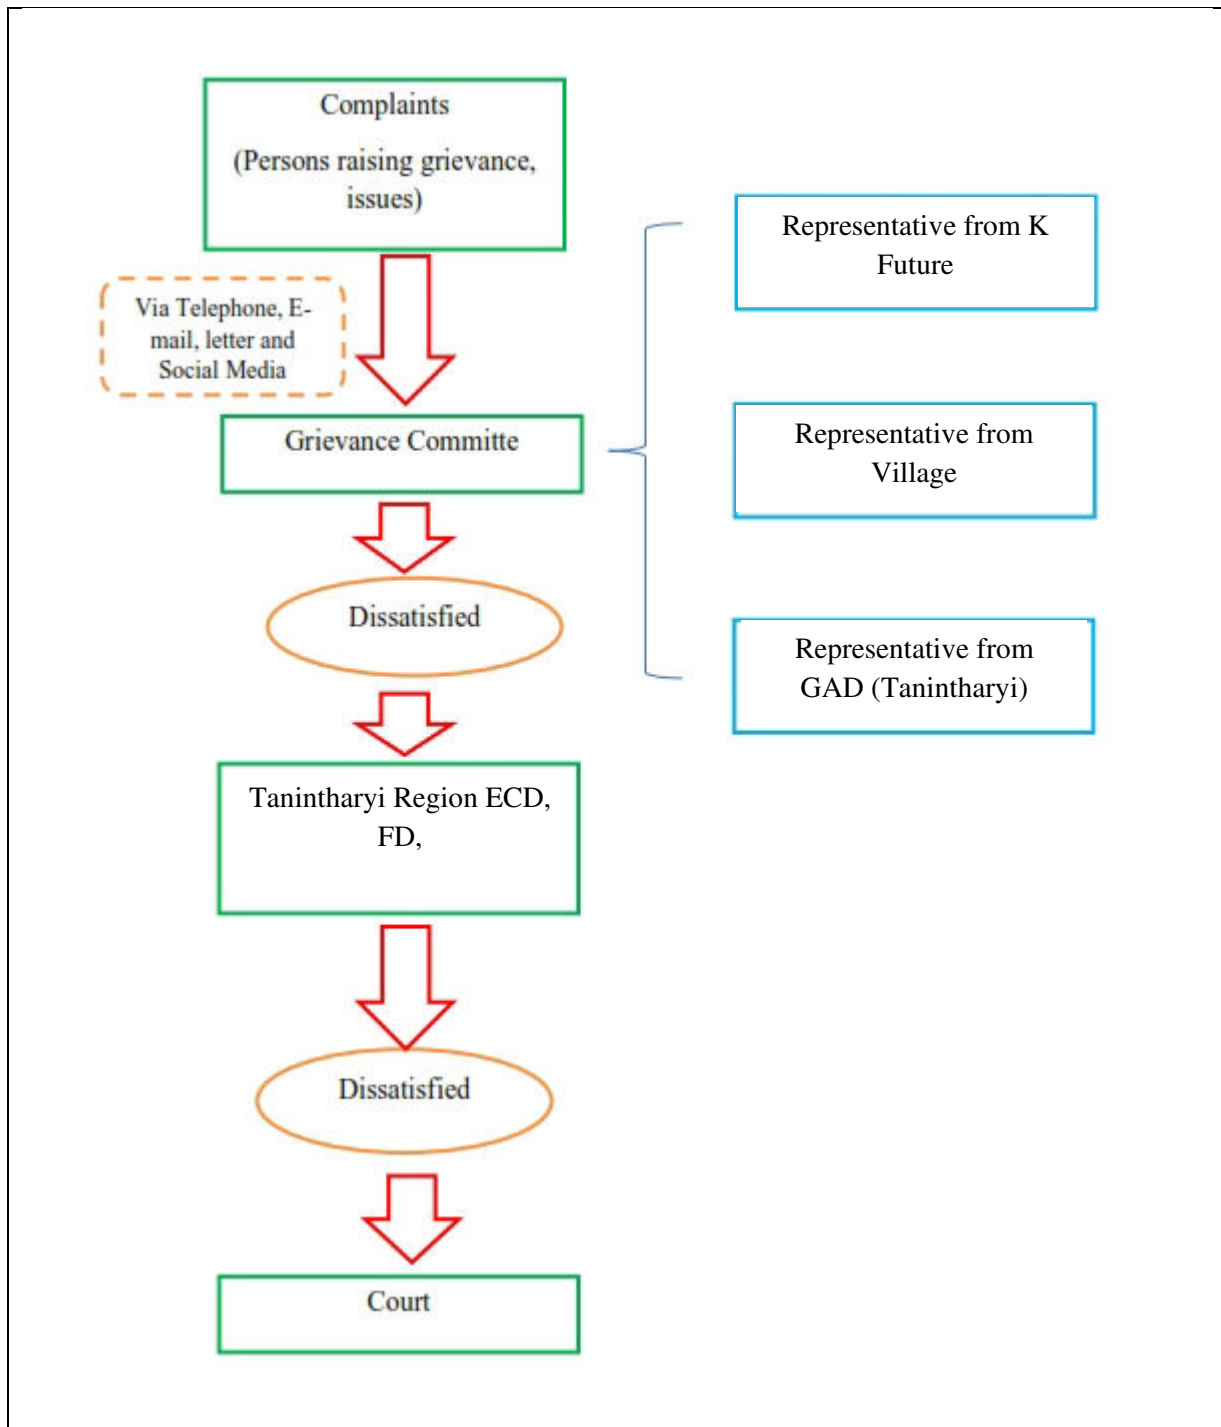 Complaints
(Persons raising grievance,
issues)
Via Telephone, E-
mail, letter and
Social Media
Grievance Committe
Dissatisfied
Tanintharyi Region ECD,
FD,
Dissatisfied
Court
Representative from K
Future
Representative from
Village
Representative from
GAD (Tanintharyi)